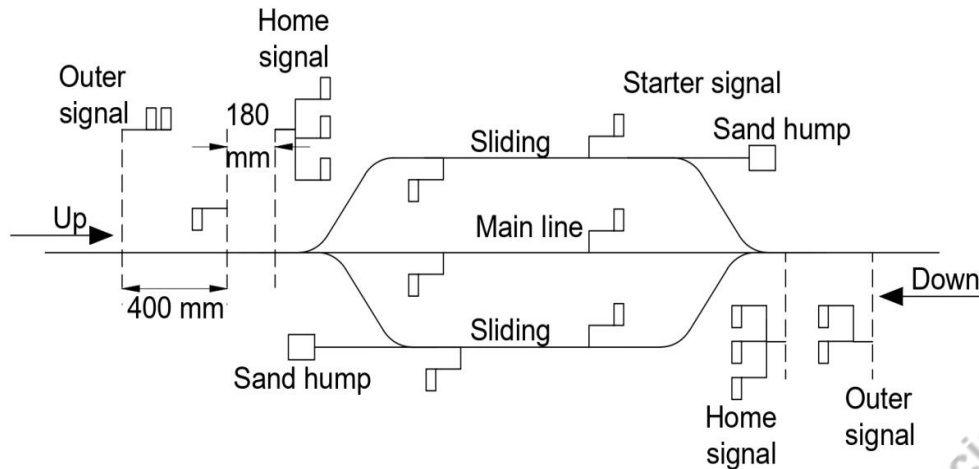 Home
signal
Outer
signal
180
mm
Starter signal
Sliding
Sand hump
Up
Main line
Down
400 mm
Sliding
Sand hump
Home
signal
Outer
signal